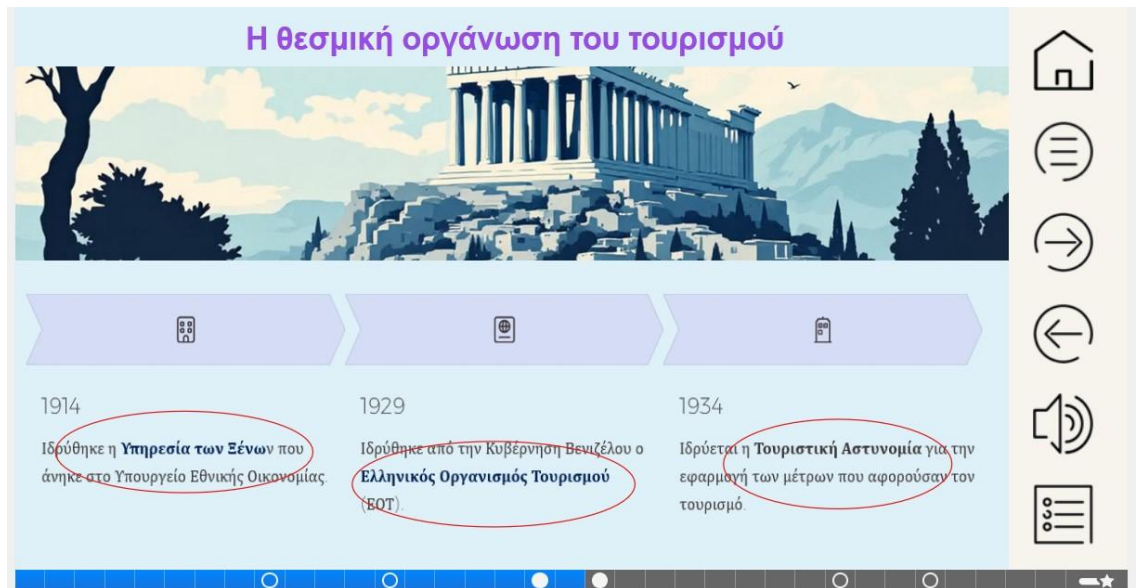 Η θεσμική οργάνωση του τουρισμού
1914
Ιδρύθηκε η Υπηρεσία των Ξένων που
άνηκε στο Υπουργείο Εθνικής Οικονομίας.
1929
Ιδρύθηκε από την Κυβέρνηση Βενιζέλου ο
Ελληνικός Οργανισμός Τουρισμού
(ΕΟΤ).
1934
Ιδρύεται η Τουριστική Αστυνομία για την
εφαρμογή των μέτρων που αφορούσαν τον
τουρισμό.